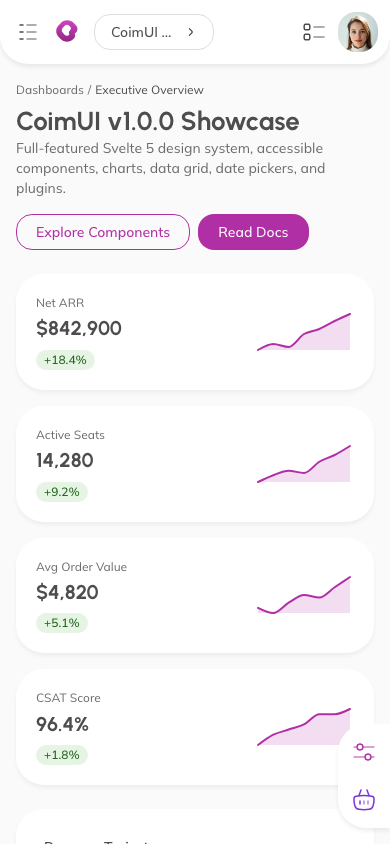 CoimUI ...
Dashboards / Executive Overview
CoimUI v1.0.0 Showcase
Full-featured Svelte 5 design system, accessible
components, charts, data grid, date pickers, and
plugins.
Explore Components
Read Docs
Net ARR
$842,900
+18.4%
Active Seats
14,280
+9.2%
Avg Order Value
$4,820
+5.1%
CSAT Score
96.4%
+1.8%